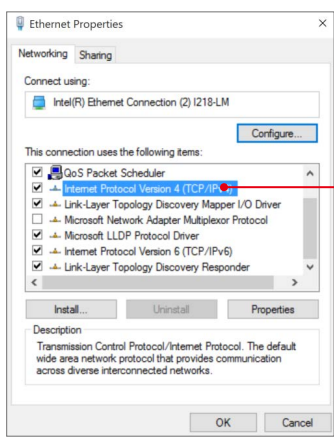 Ethernet Properties
Networking Sharing
Connect using:
Intel(R) Ethernet Connection (2) I218-LM
Configure...
This connection uses the following items:
QoS Packet Scheduler
Internet Protocol Version 4 (TCP/IPv4)
Link-Layer Topology Discovery Mapper I/O Driver
Microsoft Network Adapter Multiplexor Protocol
Microsoft LLDP Protocol Driver
Internet Protocol Version 6 (TCP/IPv6)
Link-Layer Topology Discovery Responder
Install... Uninstall Properties
Description
Transmission Control Protocol/Internet Protocol. The default
wide area network protocol that provides communication
across diverse interconnected networks.
OK Cancel